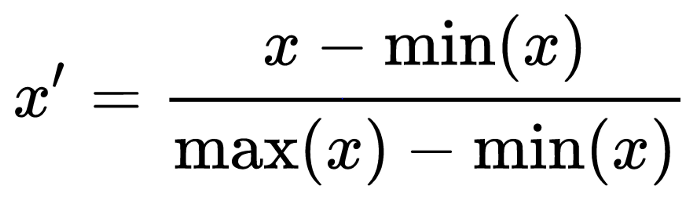 x′ = x − min(x) / max(x) − min(x)